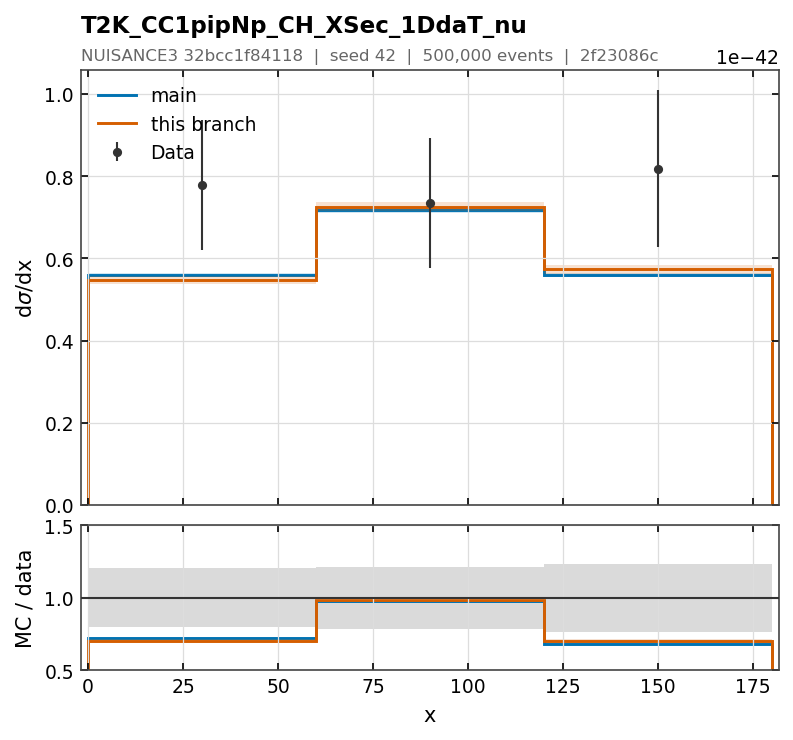 T2K_CC1pipNp_CH_XSec_1DdaT_nu
NUISANCE3 32bcc1f84118 | seed 42 | 500,000 events | 2f23086c
1e−42
main
this branch
Data
1.0
0.8
0.6
0.4
0.2
0.0
dσ/dx
1.5
1.0
0.5
MC / data
0 25 50 75 100 125 150 175
x